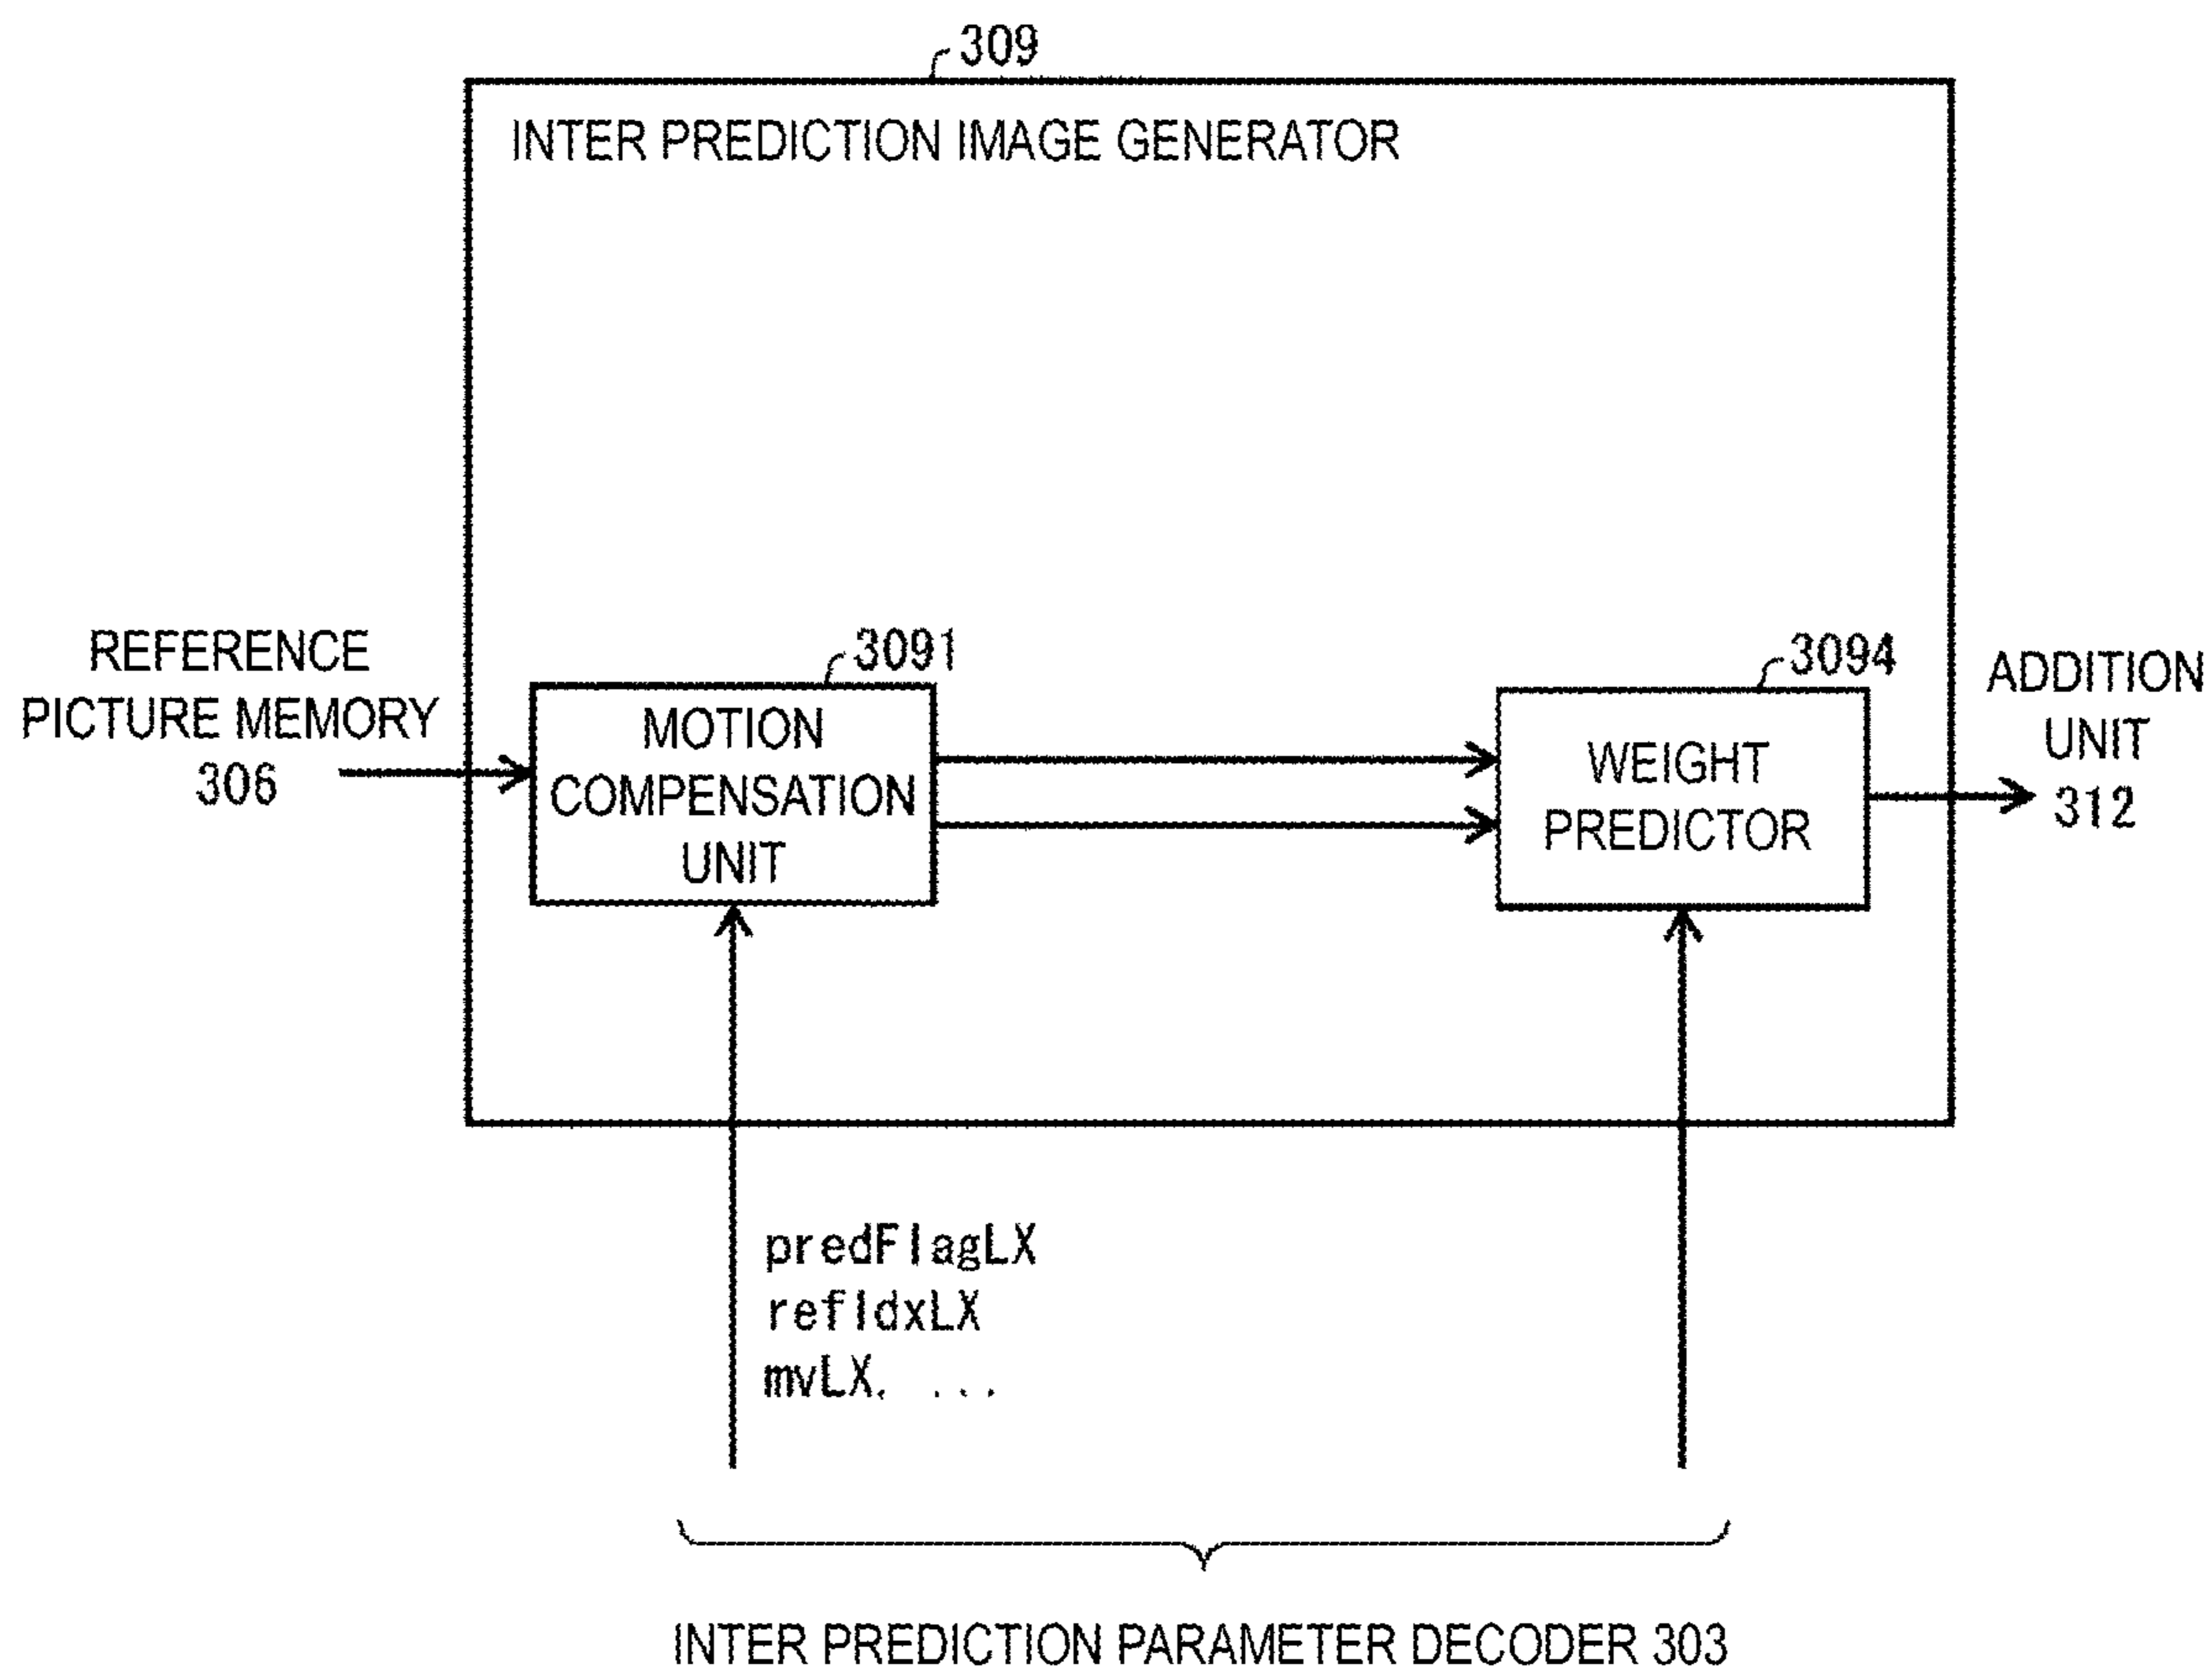 309
INTER PREDICTION IMAGE GENERATOR
REFERENCE
PICTURE MEMORY
306
3091
MOTION
COMPENSATION
UNIT
3094
WEIGHT
PREDICTOR
ADDITION
UNIT
312
predFlagLX
refIdxLX
mvLX, ...
INTER PREDICTION PARAMETER DECODER 303